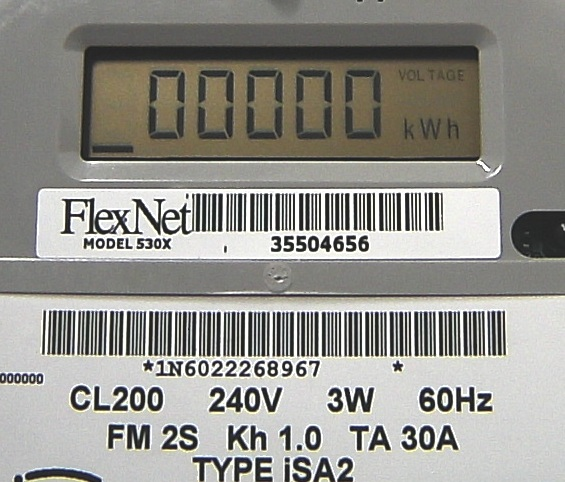 00000 VOLTAGE
kWh
FlexNet
MODEL 530X 35504656
*1N6022268967 *
000000
CL200 240V 3W 60Hz
FM 2S Kh 1.0 TA 30A
TYPE iSA2